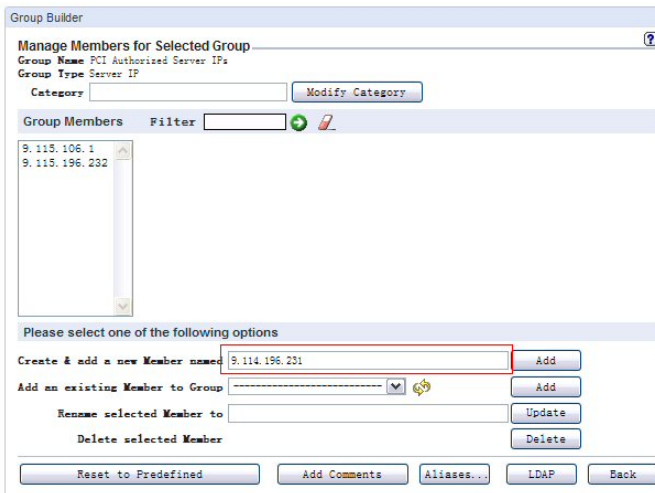 Group Builder
Manage Members for Selected Group
?
Group Name PCI Authorized Server IPs
Group Type Server IP
Category Modify Category
Group Members Filter
9.115.106.1
9.115.196.232
Please select one of the following options
Create & add a new Member named 9.114.196.231 Add
Add an existing Member to Group --------------------------- Add
Rename selected Member to Update
Delete selected Member Delete
Reset to Predefined Add Comments Aliases... LDAP Back